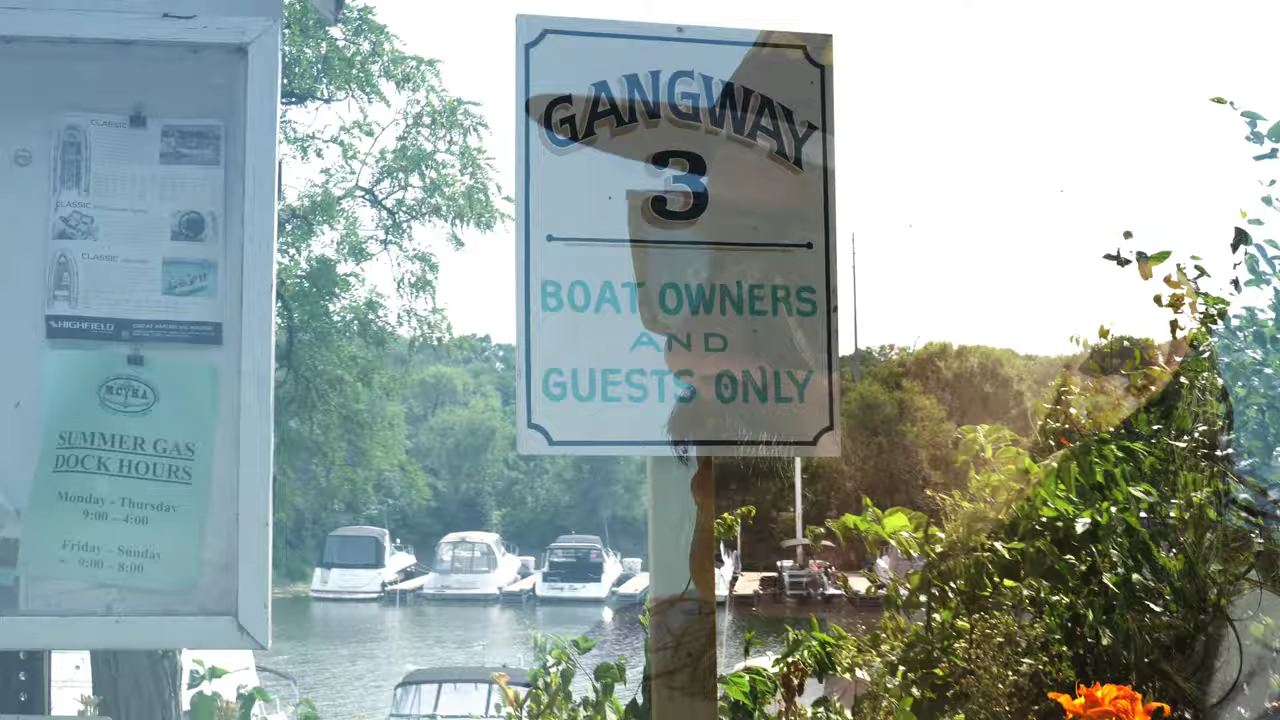 CLASSIC
CLASSIC
CLASSIC
HIGHFIELD
MCYHA
SUMMER GAS
DOCK HOURS
Monday - Thursday
9:00 – 4:00
Friday – Sunday
9:00 – 8:00
GANGWAY
3
BOAT OWNERS
AND
GUESTS ONLY